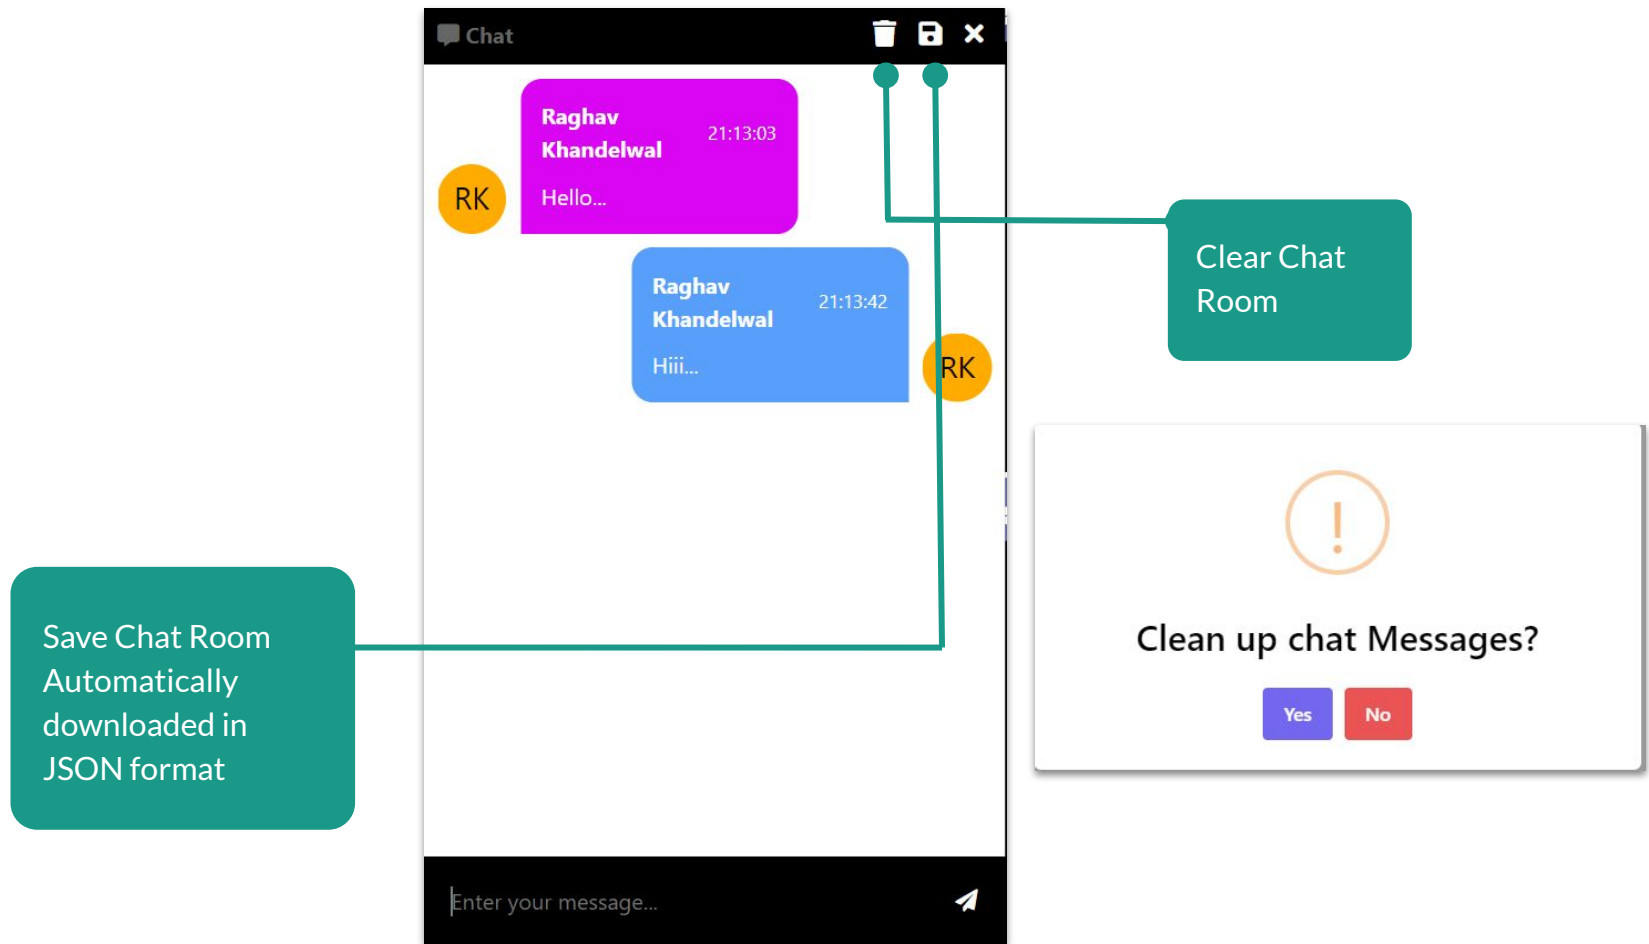 Chat
Raghav
Khandelwal
21:13:03
Hello...
RK
Raghav
Khandelwal
21:13:42
Hiii...
RK
Clear Chat
Room
Save Chat Room
Automatically
downloaded in
JSON format
!
Clean up chat Messages?
Yes
No
Enter your message...